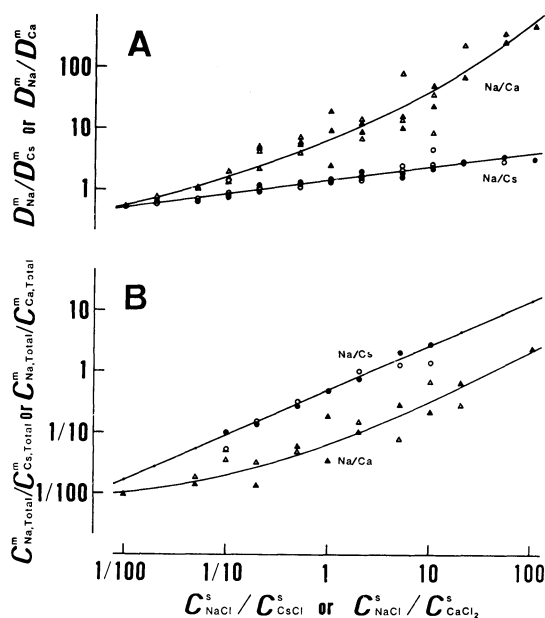 A
D^m_Na/D^m_Cs or D^m_Na/D^m_Ca
100
10
1
Na/Ca
Na/Cs
B
C^m_Na,Total/C^m_Cs,Total or C^m_Na,Total/C^m_Ca,Total
10
1
1/10
1/100
Na/Cs
Na/Ca
1/100 1/10 1 10 100
C^s_NaCl / C^s_CsCl or C^s_NaCl / C^s_CaCl₂